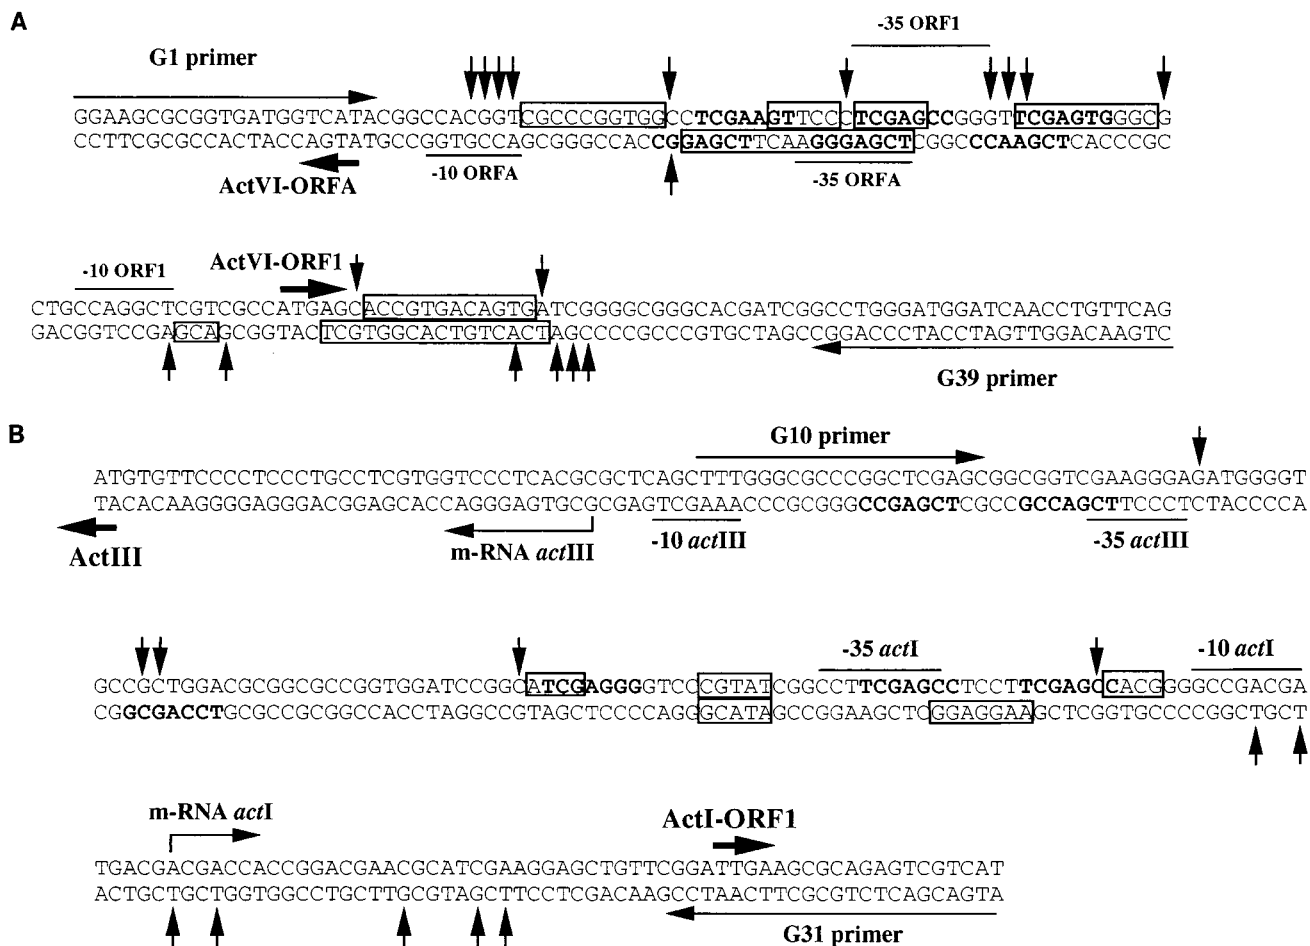 A
-35 ORF1
G1 primer
GGAAGCGCGGTGATGGTCATACGGCCACGGTCGCCCGGTGGCCTCGAAGTTCCCTCGAGCCGGGTTCGAGTGGGCG
CCTTCGCGCCACTACCAGTATGCCGGTGCCAGCGGGCCACCGGAGCTTCAAGGGAGCTCGGCCCAAGCTCACCCGC
ActVI-ORFA
-10 ORFA
-35 ORFA
-10 ORF1
ActVI-ORF1
CTGCCAGGCTCGTCGCCATGAGCACCGTGACAGTGATCGGGGCGGGCACGATCGGCCTGGGATGGATCAACCTGTTCAG
GACGGTCCGAGCAGCGGTACTCGTGGCACTGTCACTAGCCCCGCCCGTGCTAGCCGGACCCTACCTAGTTGGACAAGTC
G39 primer
B
G10 primer
ATGTGTTCCCCTCCCTGCCTCGTGGTCCCTCACGCGCTCAGCTTTGGGCGCCCGGCTCGAGCGGCGGTCGAAGGGAGATGGGGT
TACACAAGGGGAGGGACGGAGCACCAGGGAGTGCGCGAGTCGAAACCCGCGGGCCGAGCTCGCCGCCAGCTTCCCTCTACCCCA
ActIII
m-RNA actIII
-10 actIII
-35 actIII
-35 actI
-10 actI
GCCGCTGGACGCGGCGCCGGTGGATCCGGCATCGAGGGGTCCCGTATCGGCCTTCGAGCCTCCTTCGAGCCACGGGGCCGACGA
CGGCGACCTGCGCCGCGGCCACCTAGGCCGTAGCTCCCCAGGGCATAGCCGGAAGCTCGGAGGAAGCTCGGTGCCCCGGCTGCT
m-RNA actI
ActI-ORF1
TGACGACGACCACCGGACGAACGCATCGAAGGAGCTGTTCGGATTGAAGCGCAGAGTCGTCAT
ACTGCTGCTGGTGGCCTGCTTGCGTAGCTTCCTCGACAAGCCTAACTTCGCGTCTCAGCAGTA
G31 primer